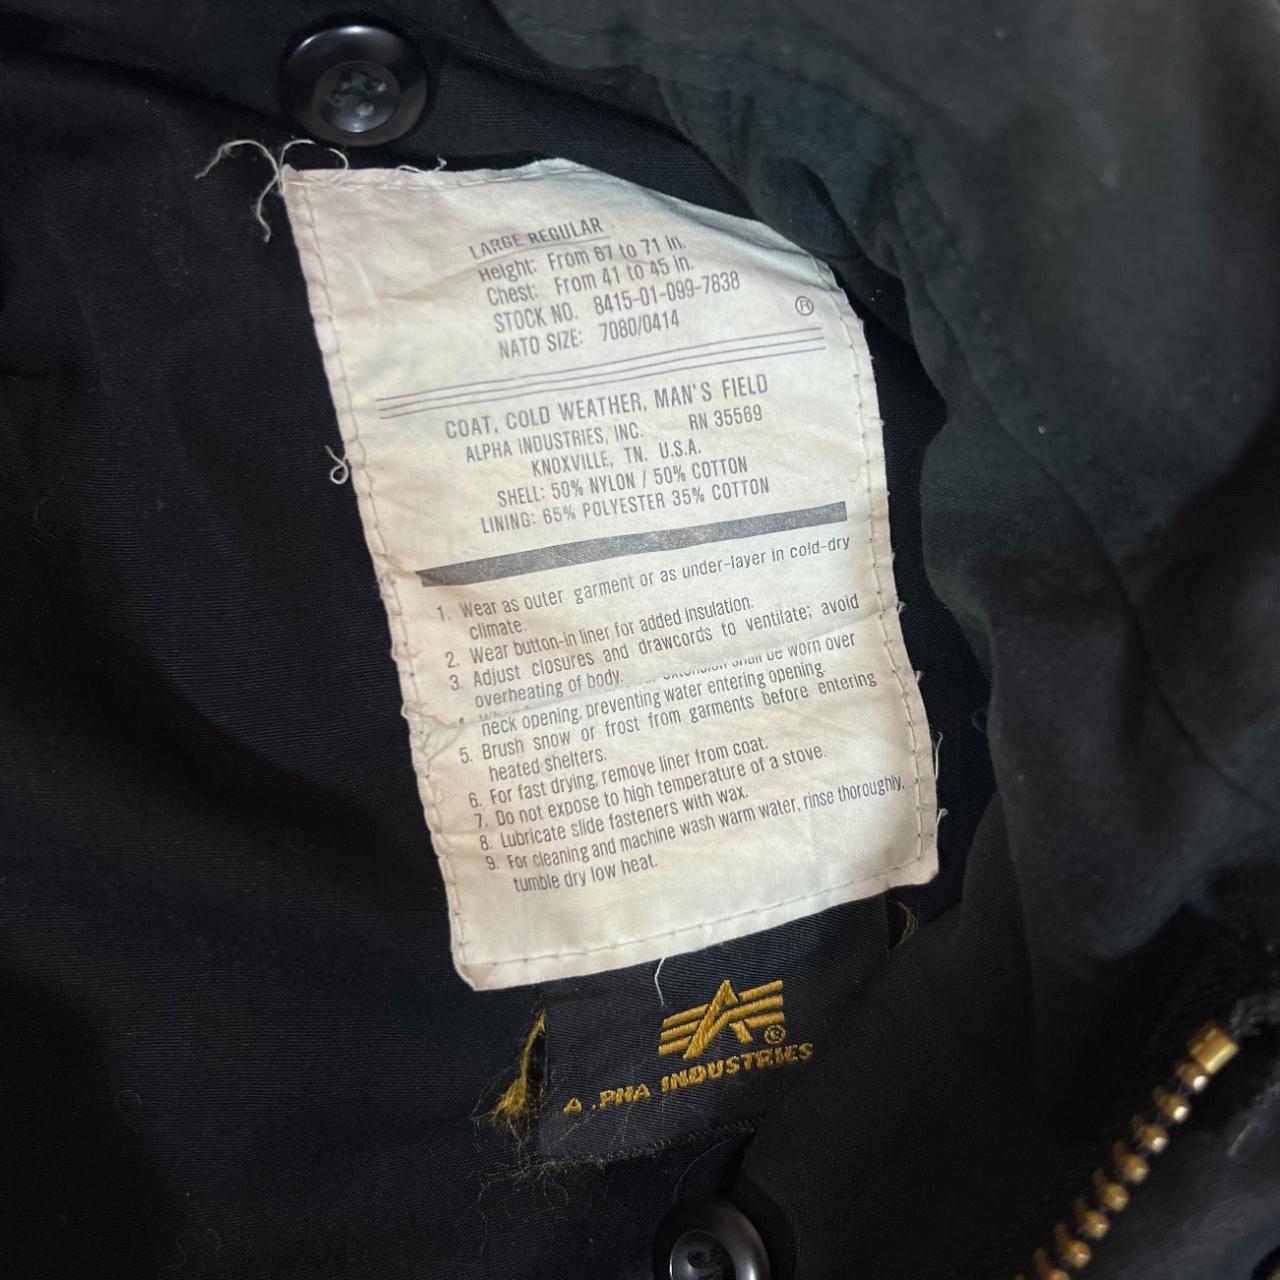 LARGE REGULAR
Height: From 67 to 71 in.
Chest: From 41 to 45 in.
STOCK NO. 8415-01-099-7838
NATO SIZE: 7080/0414
®
COAT, COLD WEATHER, MAN'S FIELD
ALPHA INDUSTRIES, INC. RN 35569
KNOXVILLE, TN. U.S.A.
SHELL: 50% NYLON / 50% COTTON
LINING: 65% POLYESTER 35% COTTON
1. Wear as outer garment or as under-layer in cold-dry
climate.
2. Wear button-in liner for added insulation.
3. Adjust closures and drawcords to ventilate; avoid
overheating of body.
extension shall be worn over
neck opening, preventing water entering opening.
5. Brush snow or frost from garments before entering
heated shelters.
6. For fast drying, remove liner from coat.
7. Do not expose to high temperature of a stove.
8. Lubricate slide fasteners with wax.
9. For cleaning and machine wash warm water, rinse thoroughly,
tumble dry low heat.
©
ALPHA INDUSTRIES